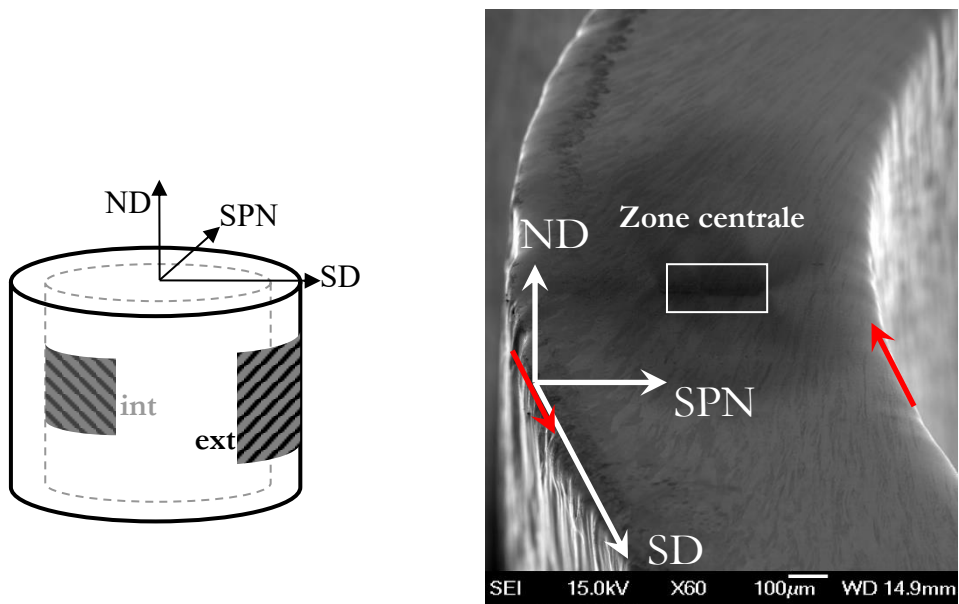 ND
SPN
SD
int
ext
Zone centrale
ND
SPN
SD
SEI 15.0kV X60 100µm WD 14.9mm